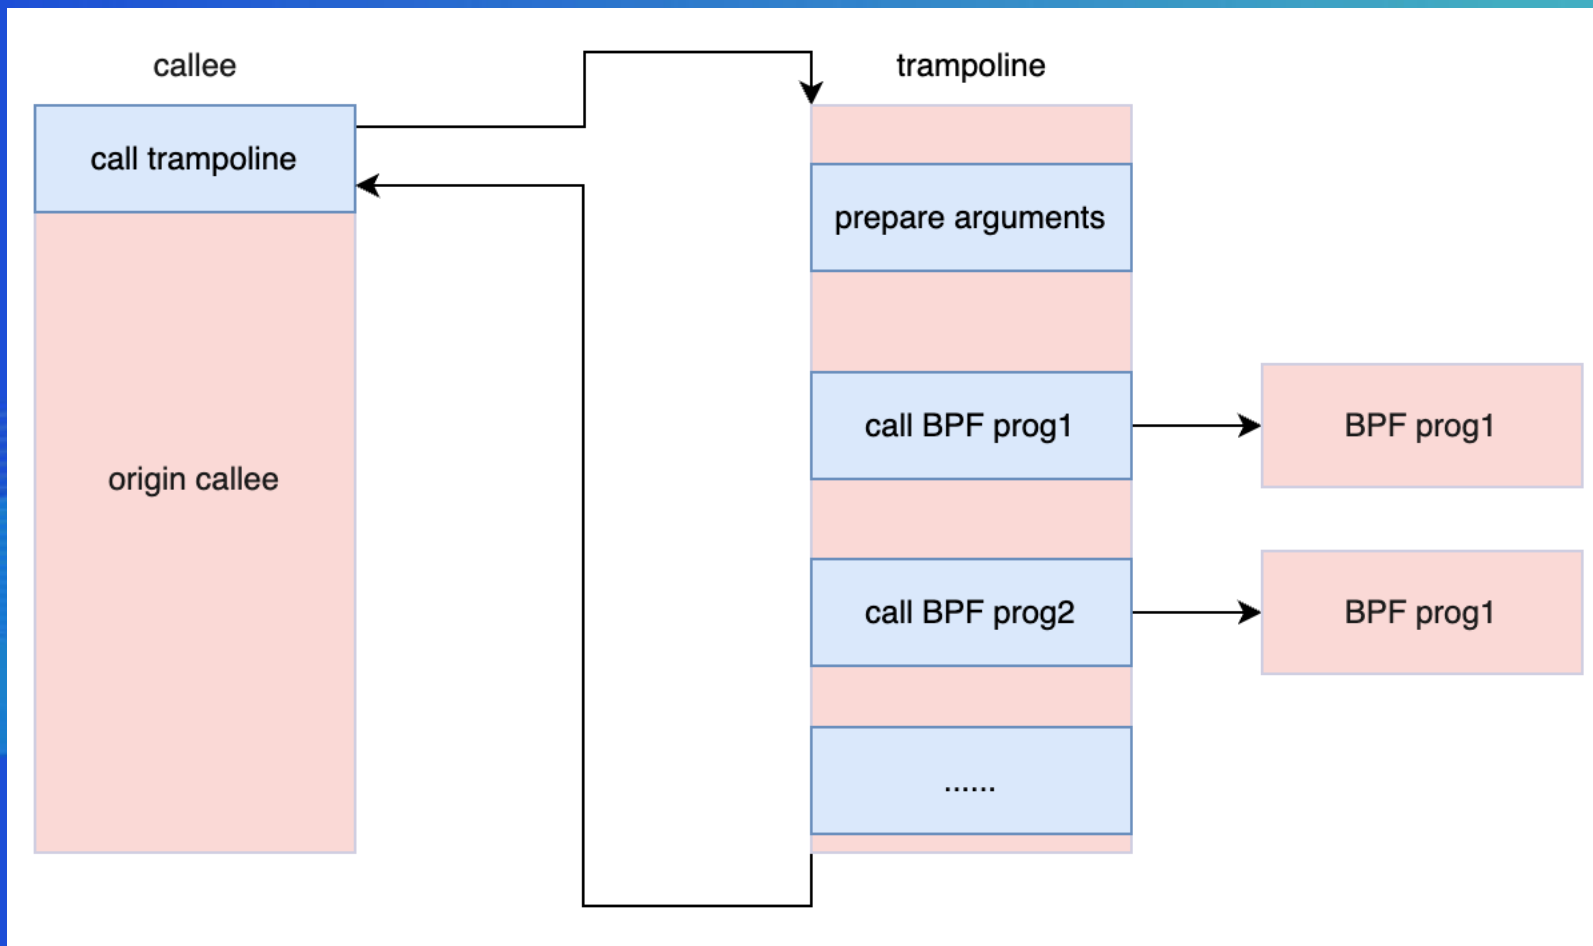 callee
call trampoline
origin callee
trampoline
prepare arguments
call BPF prog1
BPF prog1
call BPF prog2
BPF prog1
......